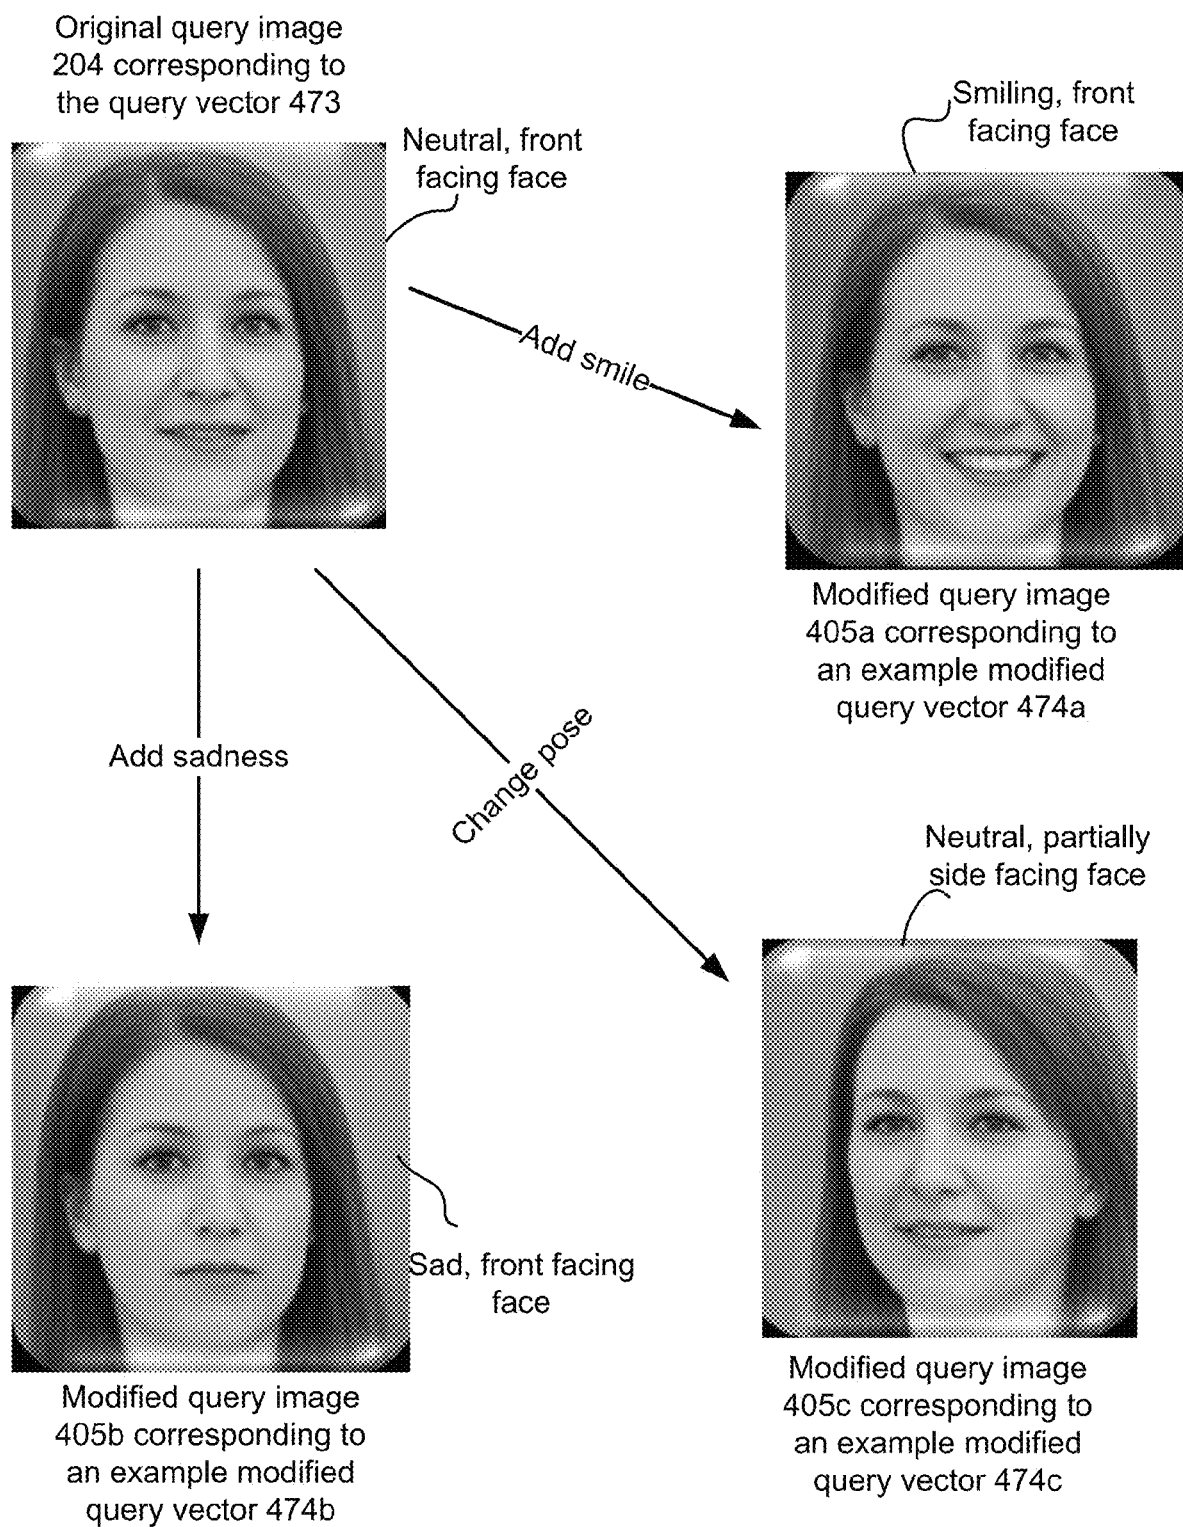 Original query image
204 corresponding to
the query vector 473
Neutral, front
facing face
Smiling, front
facing face
Add smile
Modified query image
405a corresponding to
an example modified
query vector 474a
Add sadness
Change pose
Neutral, partially
side facing face
Sad, front facing
face
Modified query image
405b corresponding to
an example modified
query vector 474b
Modified query image
405c corresponding to
an example modified
query vector 474c